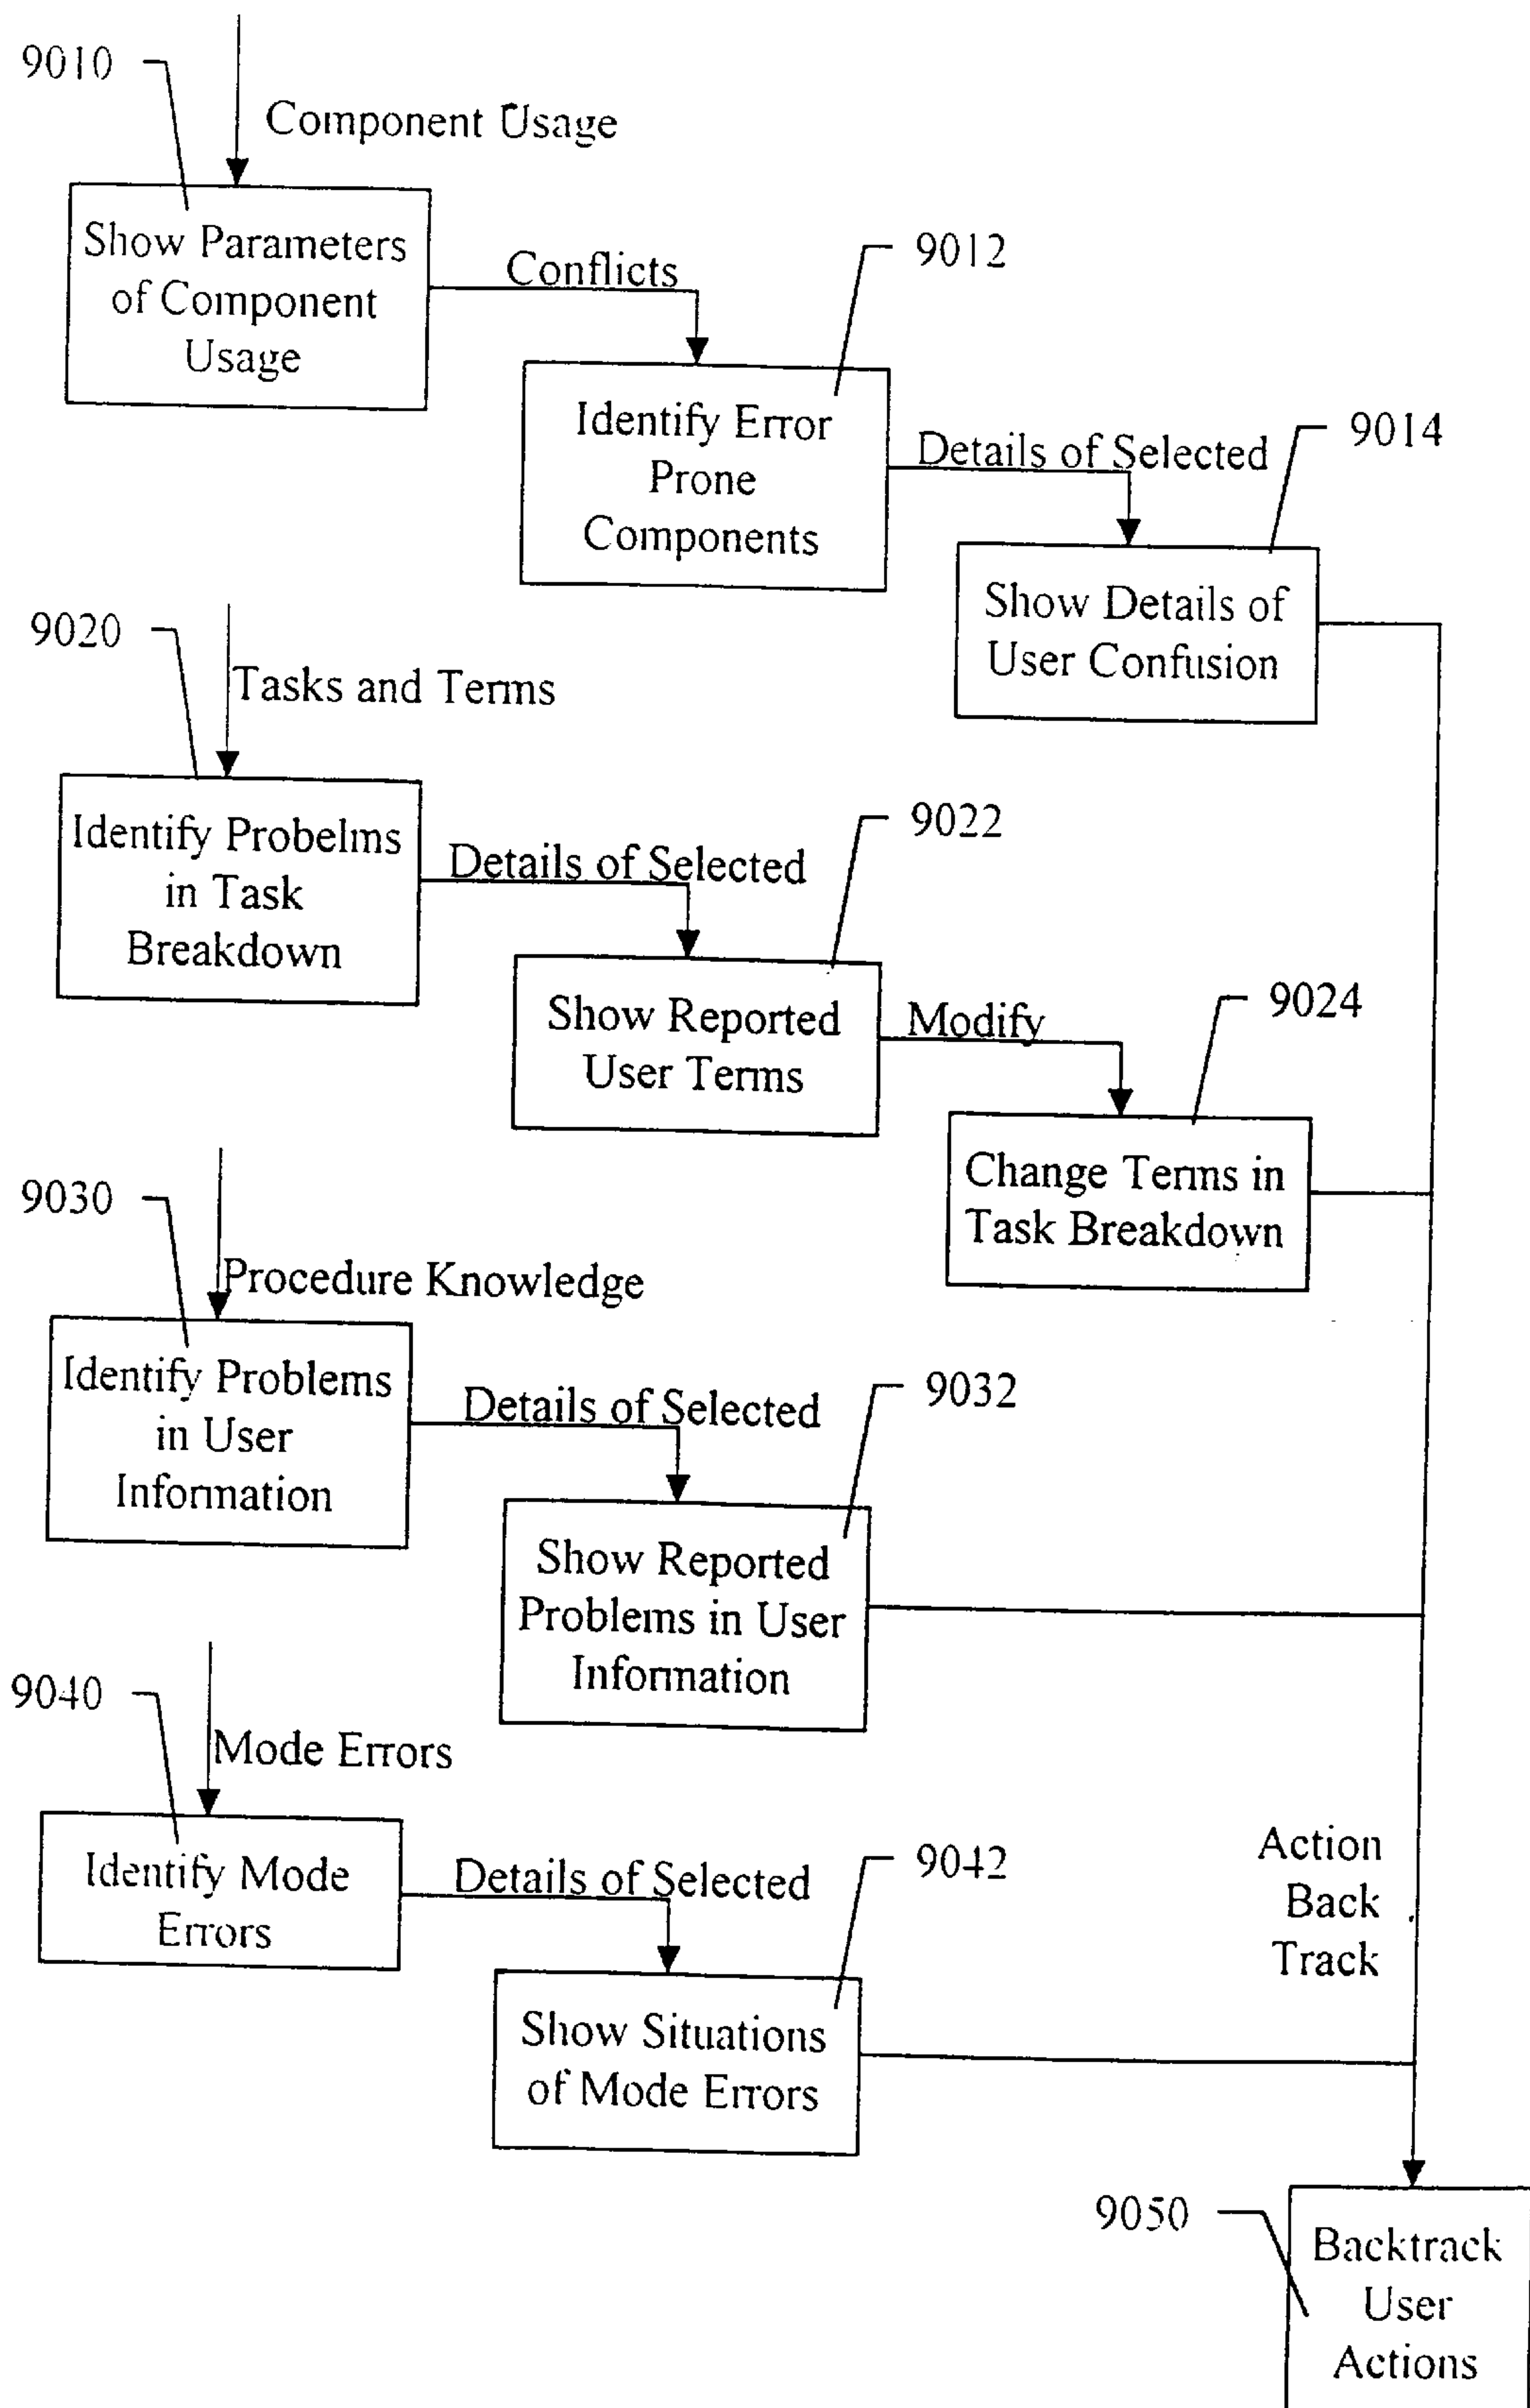 9010
Component Usage
Show Parameters
of Component
Usage
Conflicts
9012
Identify Error
Prone
Components
Details of Selected
9014
Show Details of
User Confusion
9020
Tasks and Terms
Identify Probelms
in Task
Breakdown
Details of Selected
9022
Show Reported
User Terms
Modify
9024
Change Terms in
Task Breakdown
9030
Procedure Knowledge
Identify Problems
in User
Information
Details of Selected
9032
Show Reported
Problems in User
Information
9040
Mode Errors
Identify Mode
Errors
Details of Selected
9042
Show Situations
of Mode Errors
Action
Back
Track
9050
Backtrack
User
Actions